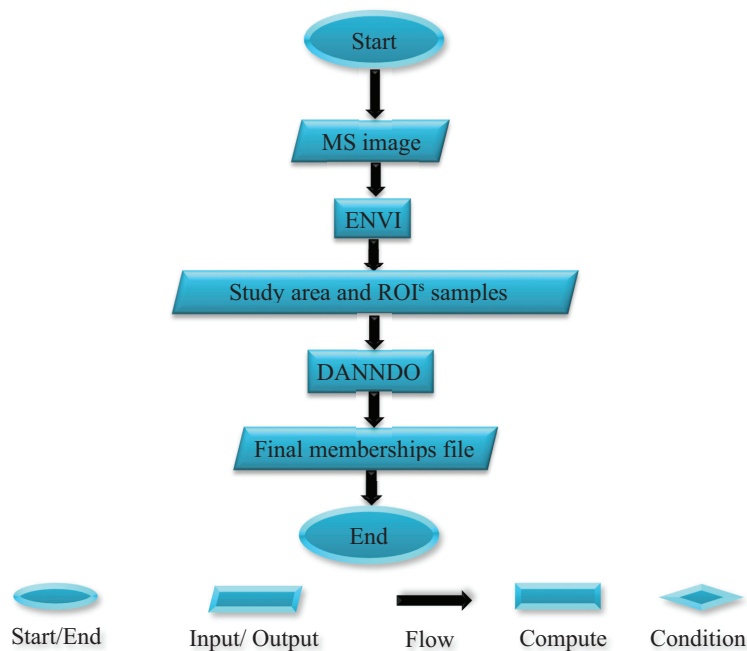 Start
MS image
ENVI
Study area and ROIˢ samples
DANNDO
Final memberships file
End
Start/End
Input/ Output
Flow
Compute
Condition